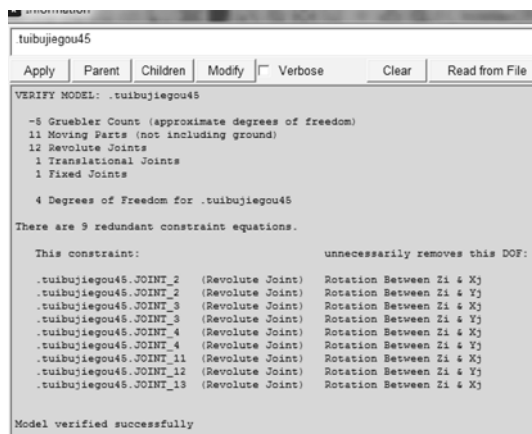 Information
.tuibujiegou45
Apply Parent Children Modify Verbose Clear Read from File
VERIFY MODEL: .tuibujiegou45
-5 Gruebler Count (approximate degrees of freedom)
11 Moving Parts (not including ground)
12 Revolute Joints
1 Translational Joints
1 Fixed Joints
4 Degrees of Freedom for .tuibujiegou45
There are 9 redundant constraint equations.
This constraint: unnecessarily removes this DOF:
.tuibujiegou45.JOINT_2 (Revolute Joint) Rotation Between Zi & Xj
.tuibujiegou45.JOINT_2 (Revolute Joint) Rotation Between Zi & Yj
.tuibujiegou45.JOINT_3 (Revolute Joint) Rotation Between Zi & Xj
.tuibujiegou45.JOINT_3 (Revolute Joint) Rotation Between Zi & Yj
.tuibujiegou45.JOINT_4 (Revolute Joint) Rotation Between Zi & Xj
.tuibujiegou45.JOINT_4 (Revolute Joint) Rotation Between Zi & Yj
.tuibujiegou45.JOINT_11 (Revolute Joint) Rotation Between Zi & Xj
.tuibujiegou45.JOINT_12 (Revolute Joint) Rotation Between Zi & Yj
.tuibujiegou45.JOINT_13 (Revolute Joint) Rotation Between Zi & Xj
Model verified successfully